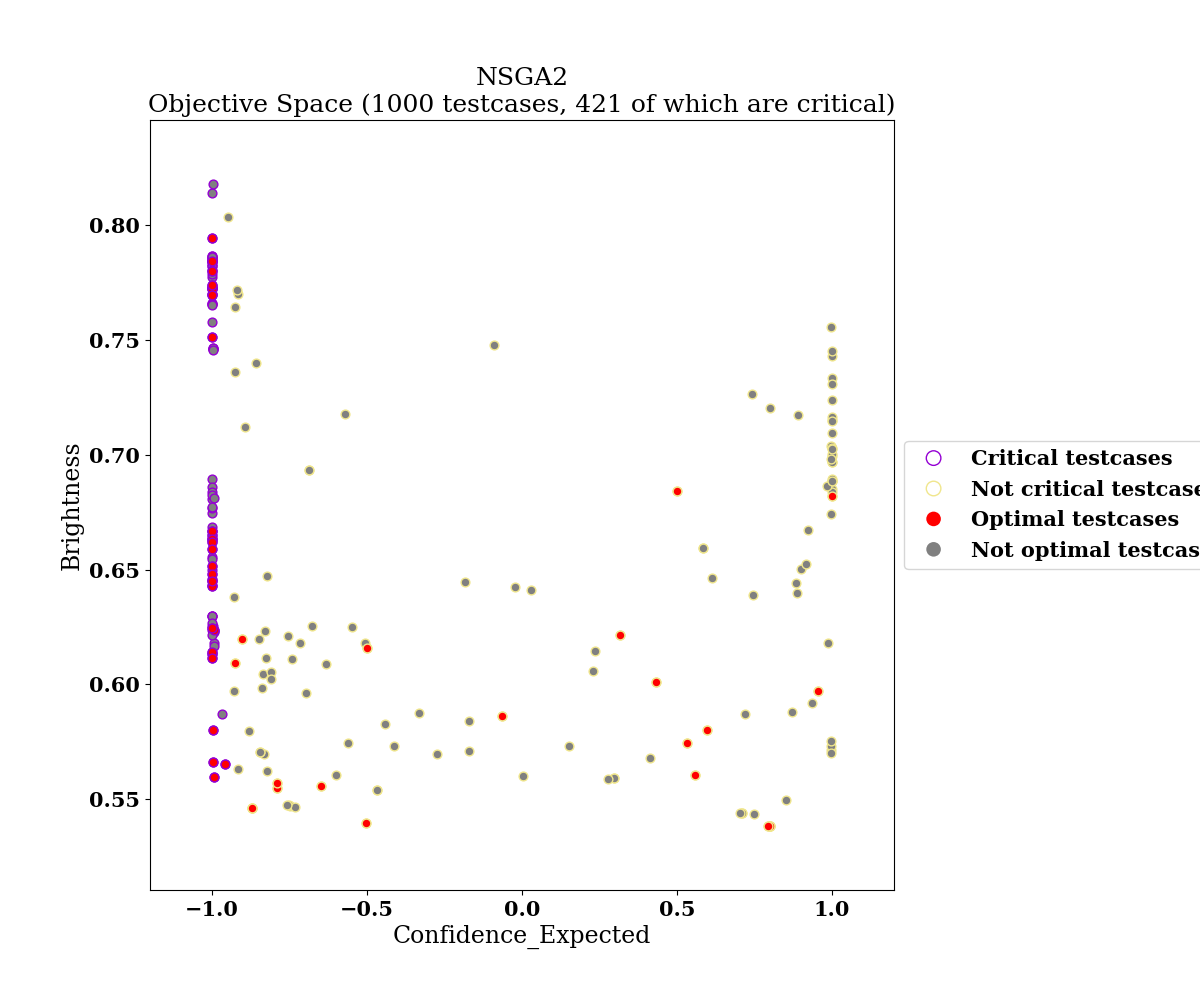 NSGA2
Objective Space (1000 testcases, 421 of which are critical)
0.80
0.75
0.70
0.65
0.60
0.55
Brightness
−1.0 −0.5 0.0 0.5 1.0
Confidence_Expected
Critical testcases
Not critical testcase
Optimal testcases
Not optimal testcas